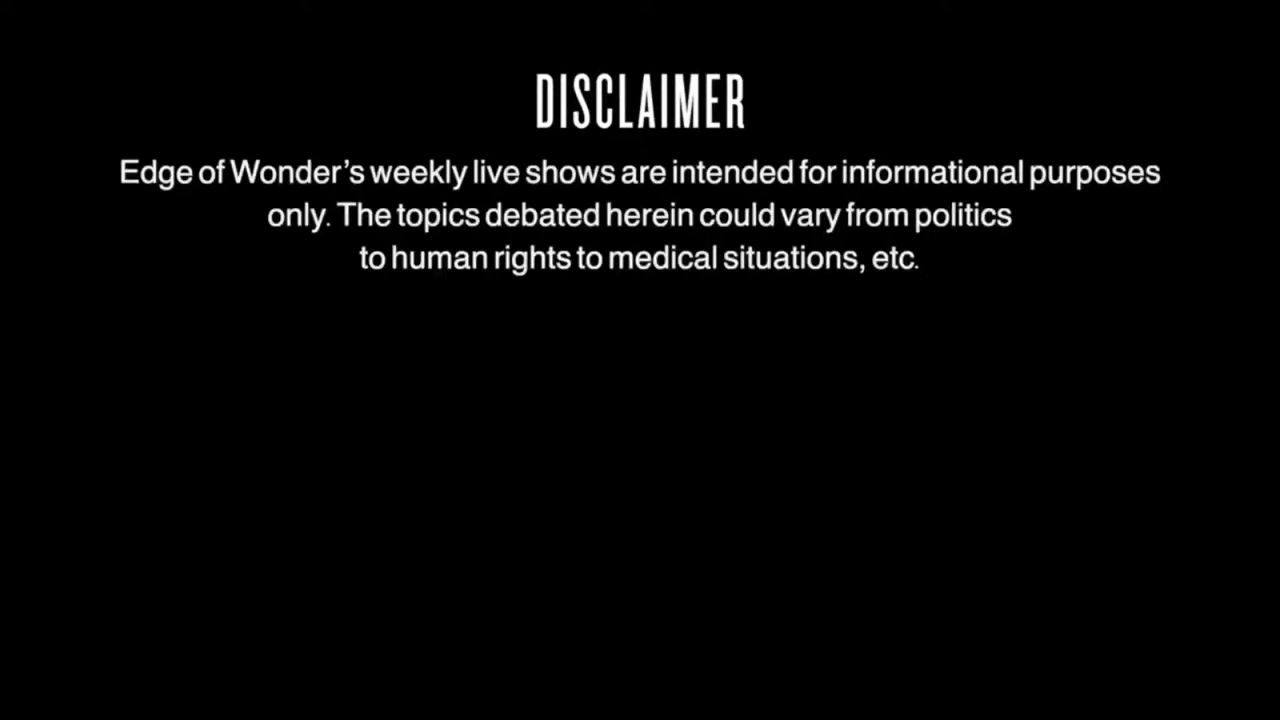 DISCLAIMER
Edge of Wonder’s weekly live shows are intended for informational purposes
only. The topics debated herein could vary from politics
to human rights to medical situations, etc.